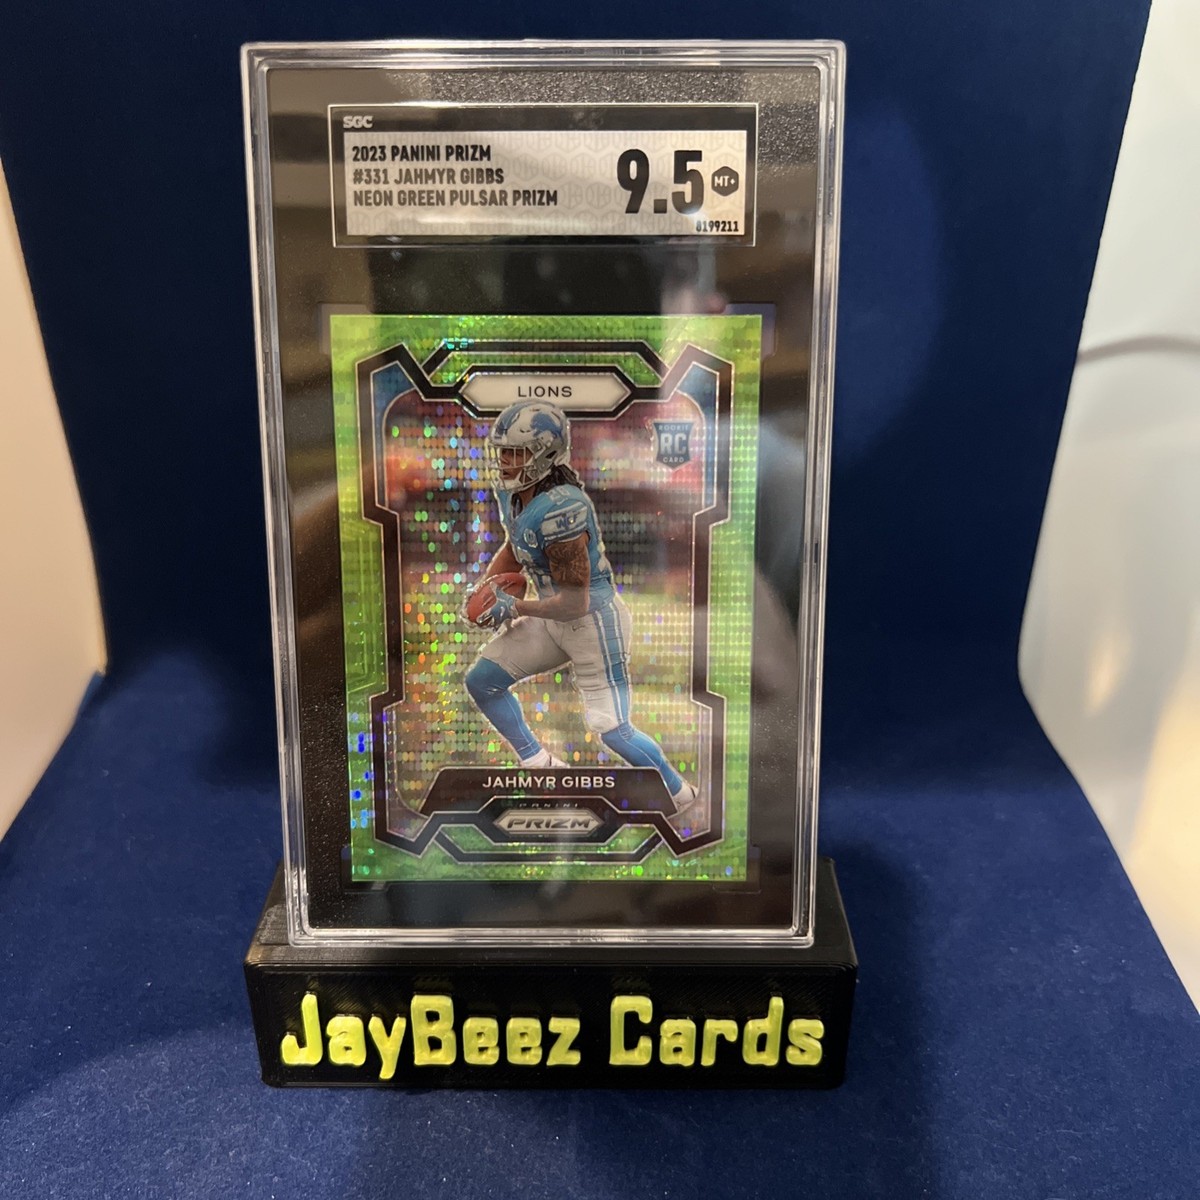 SGC
2023 PANINI PRIZM
#331 JAHMYR GIBBS
NEON GREEN PULSAR PRIZM
9.5
MT+
8199211
LIONS
ROOKIE
RC
CARD
JAHMYR GIBBS
PANINI
PRIZM
JayBeez Cards